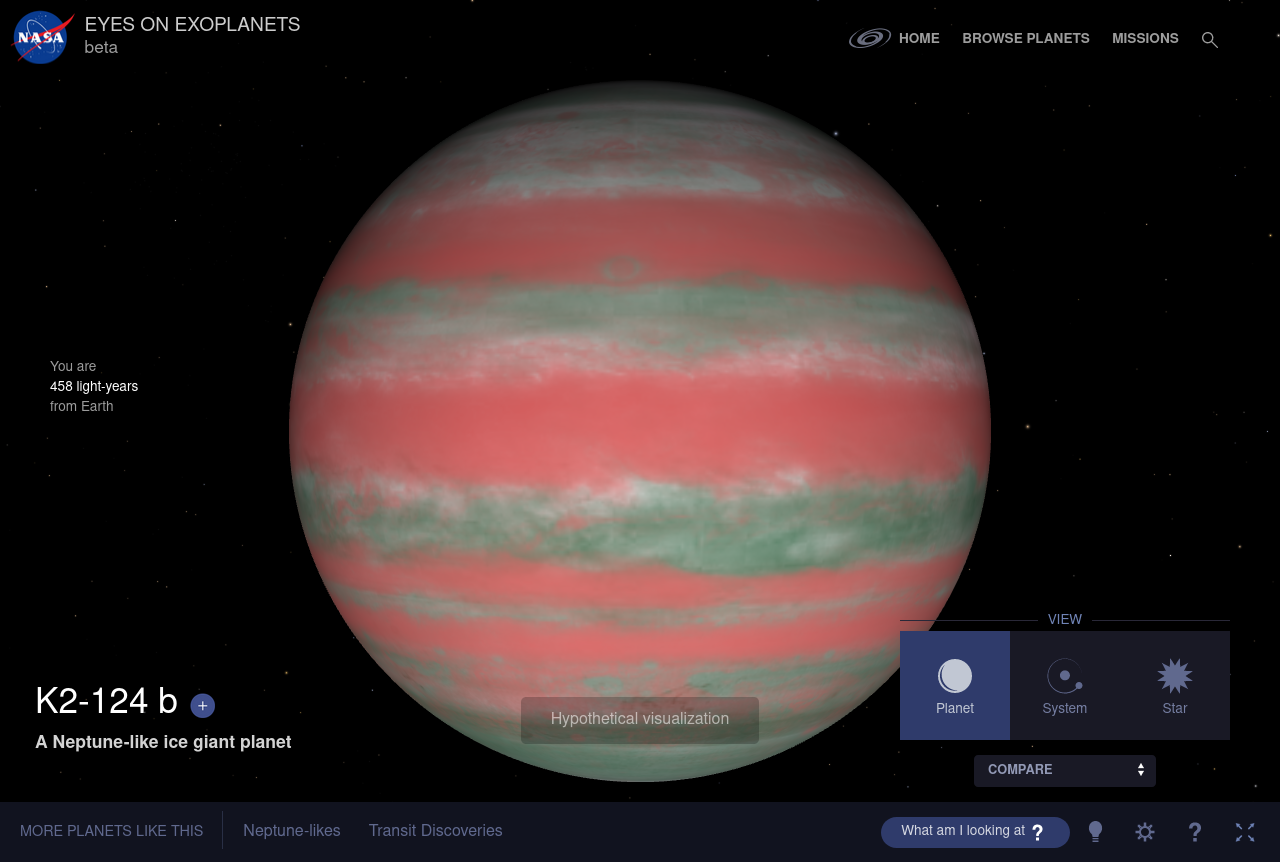 NASA
EYES ON EXOPLANETS
beta
HOME
BROWSE PLANETS
MISSIONS
You are
458 light-years
from Earth
K2-124 b +
A Neptune-like ice giant planet
Hypothetical visualization
VIEW
Planet
System
Star
COMPARE
MORE PLANETS LIKE THIS
Neptune-likes
Transit Discoveries
What am I looking at ?
?